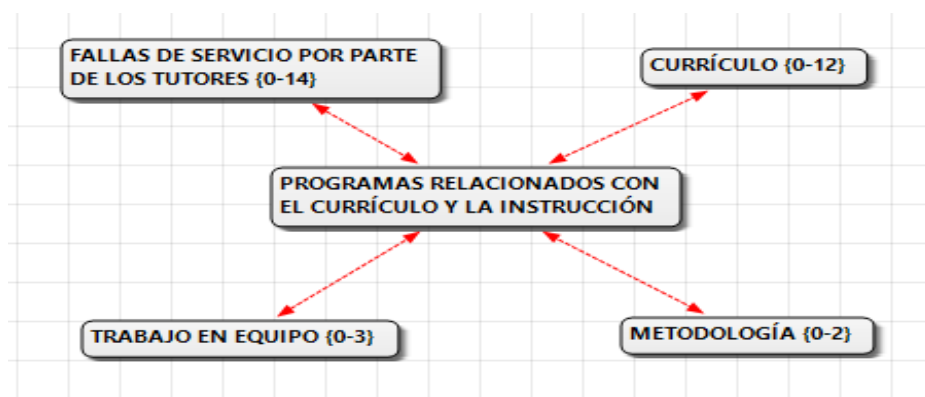 FALLAS DE SERVICIO POR PARTE
DE LOS TUTORES {0-14}
CURRÍCULO {0-12}
PROGRAMAS RELACIONADOS CON
EL CURRÍCULO Y LA INSTRUCCIÓN
TRABAJO EN EQUIPO {0-3}
METODOLOGÍA {0-2}